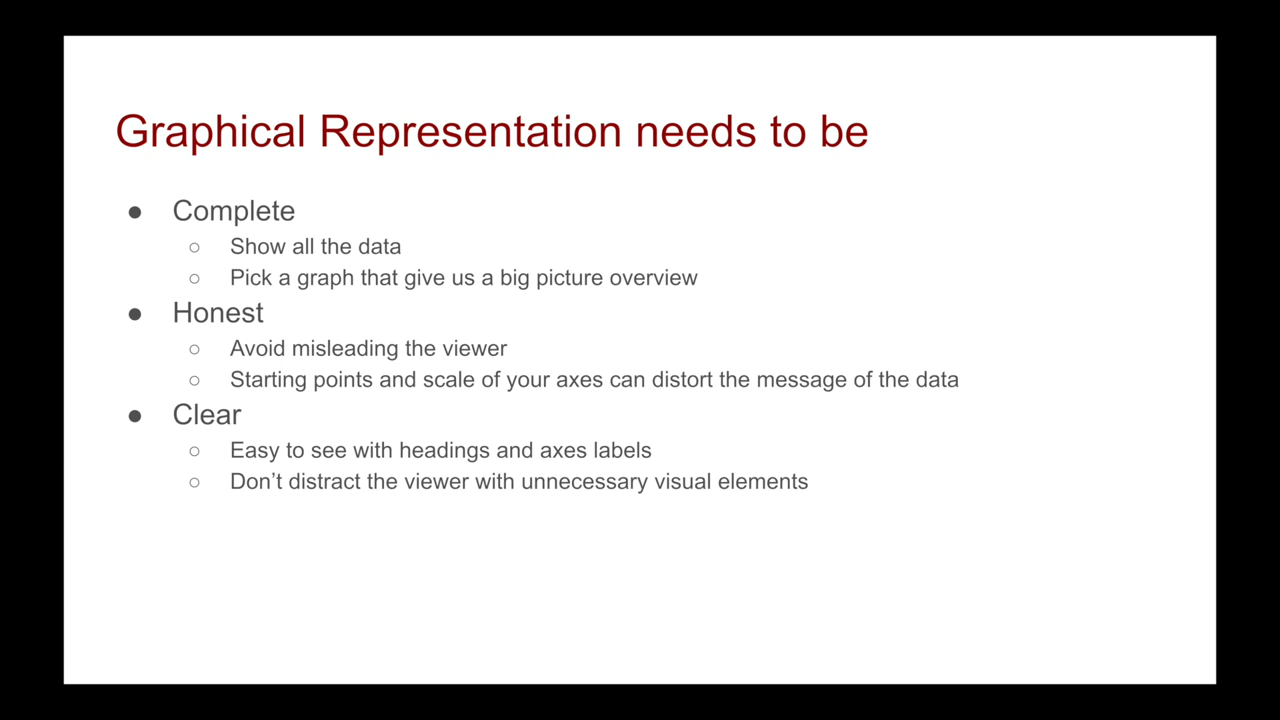 Graphical Representation needs to be
● Complete
○ Show all the data
○ Pick a graph that give us a big picture overview
● Honest
○ Avoid misleading the viewer
○ Starting points and scale of your axes can distort the message of the data
● Clear
○ Easy to see with headings and axes labels
○ Don’t distract the viewer with unnecessary visual elements